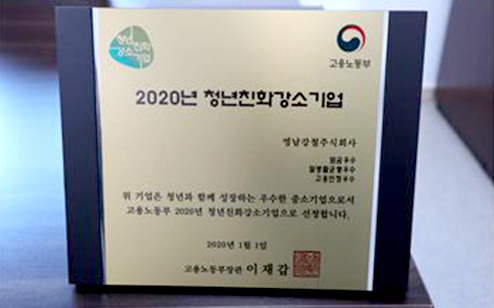 청년친화
강소기업
고용노동부
2020년 청년친화강소기업
영남강철주식회사
임금우수
일생활균형우수
고용안정우수
위 기업은 청년과 함께 성장하는 우수한 중소기업으로서
고용노동부 2020년 청년친화강소기업으로 선정합니다.
2020년 1월 1일
고용노동부장관 이재갑